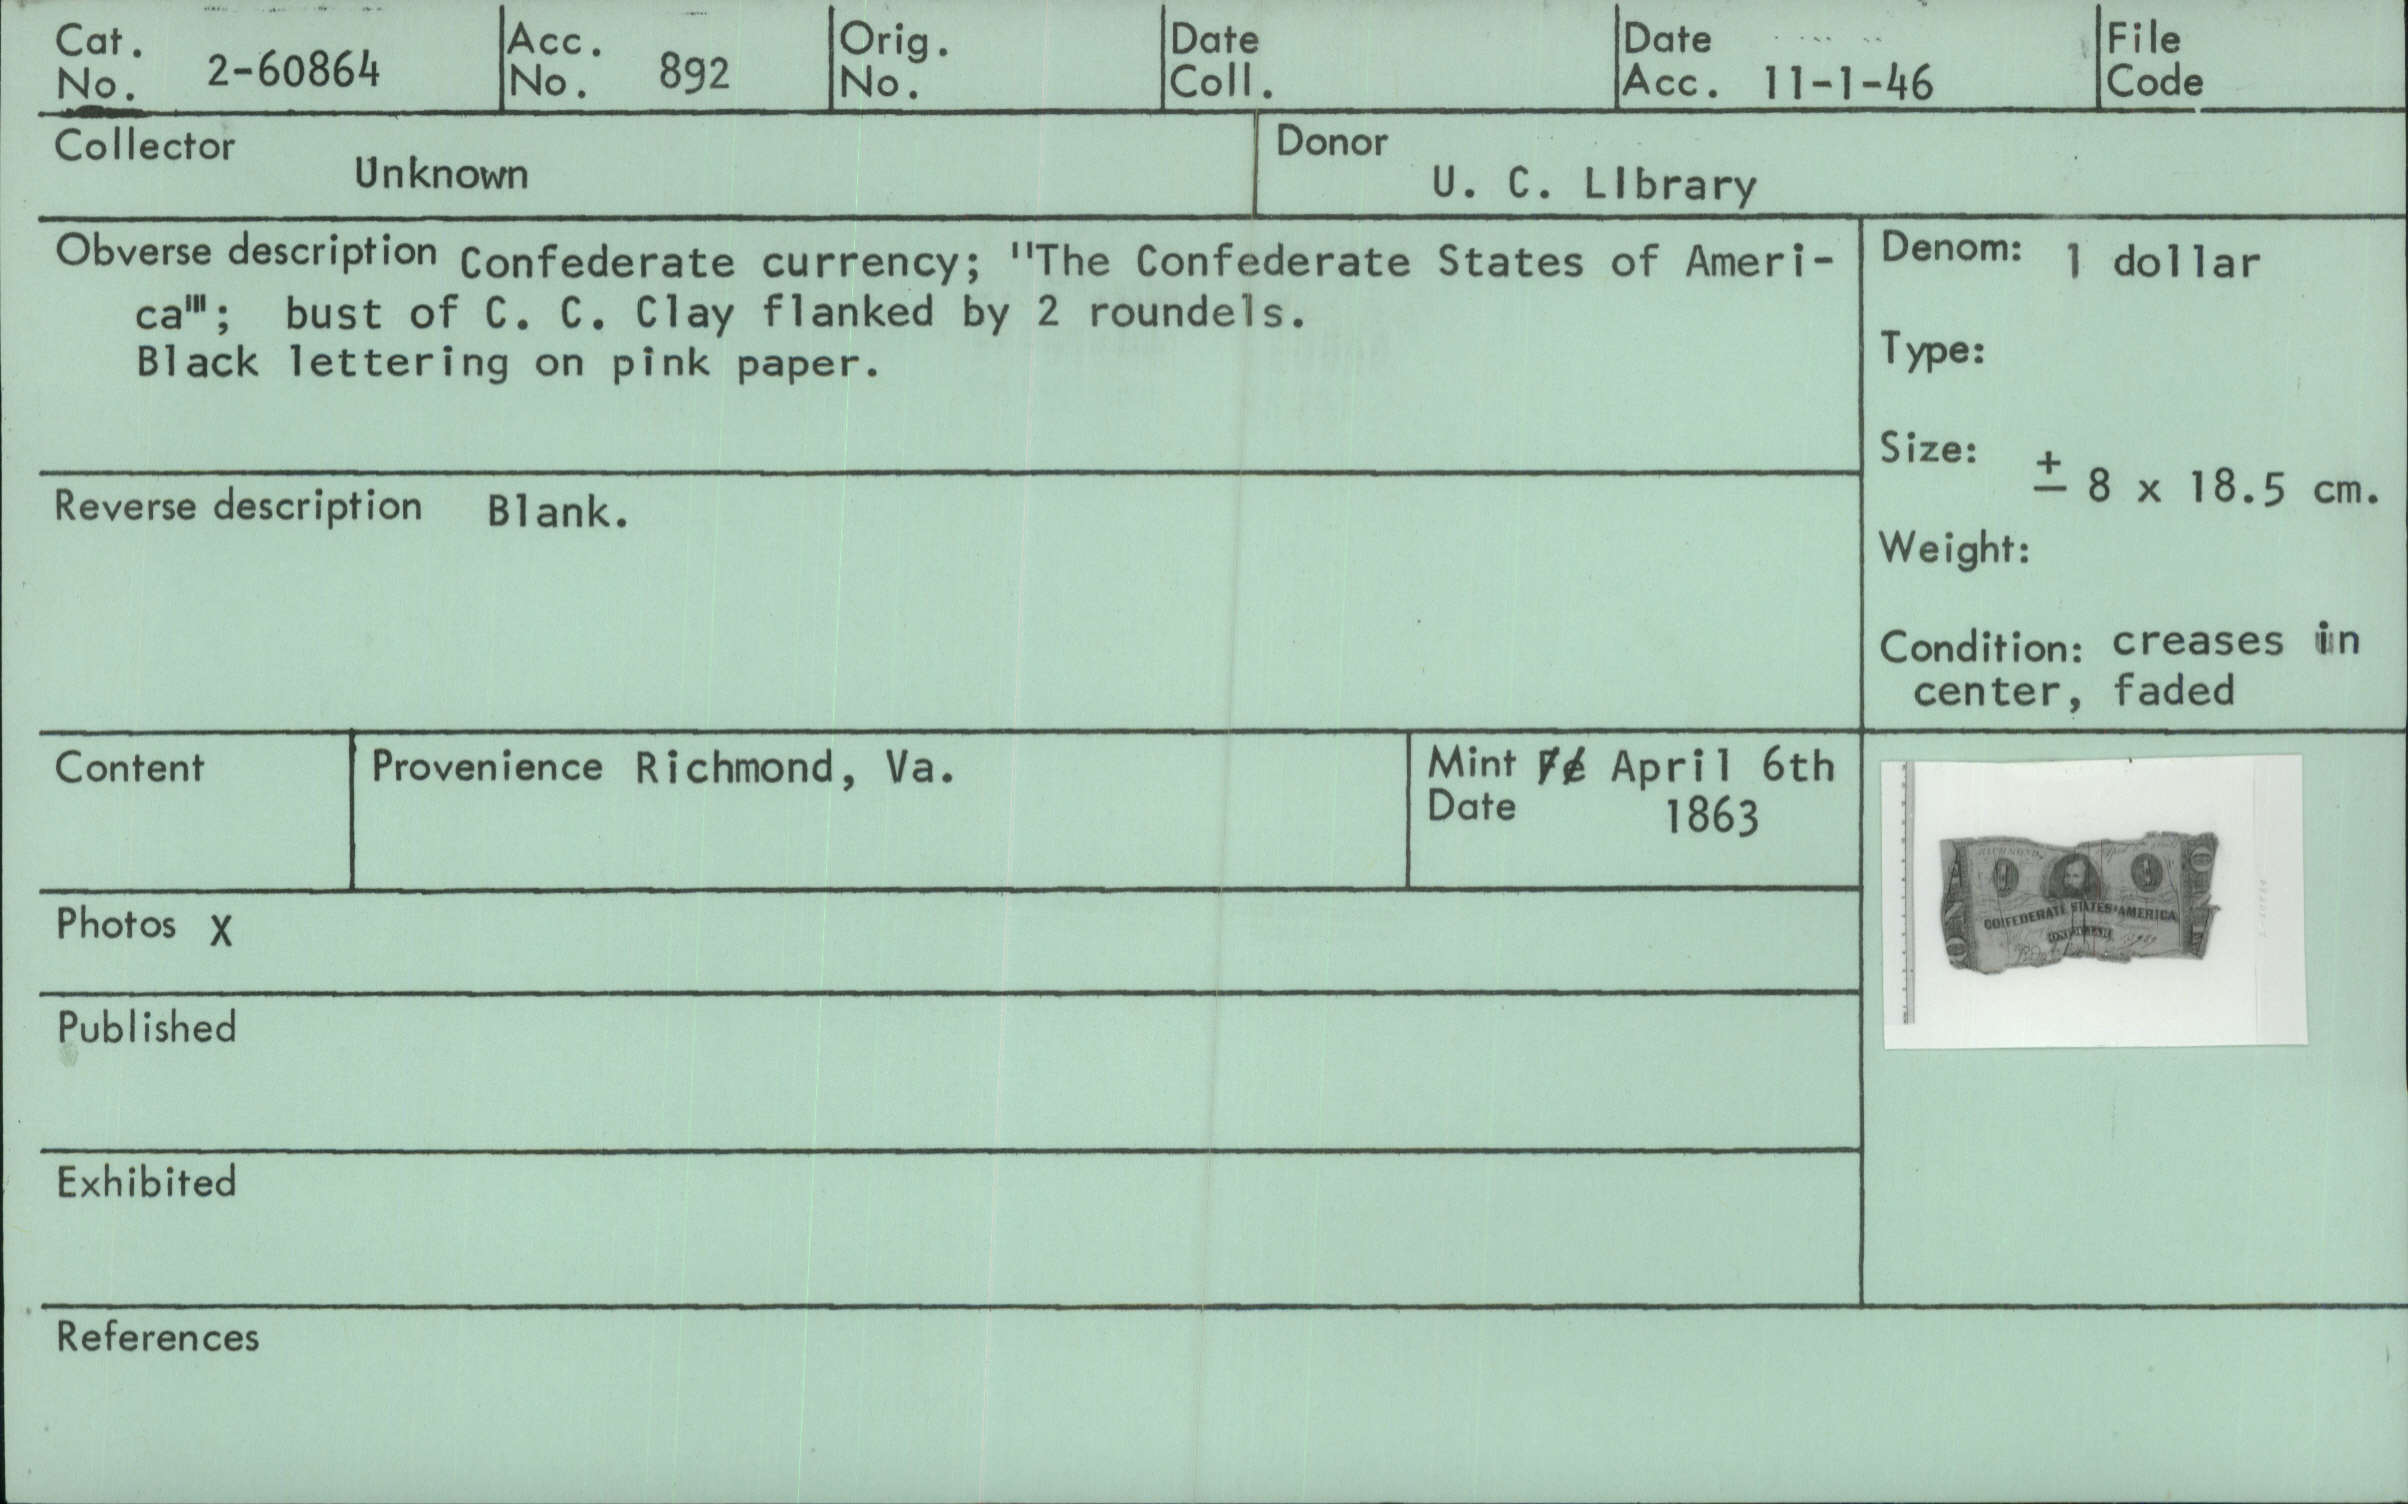 Cat. No. 2-60864
Acc. No. 892
Orig. No.
Date Coll.
Date Acc. 11-1-46
File Code
Collector Unknown
Donor U. C. LIbrary
Obverse description Confederate currency; "The Confederate States of Ameri-
ca"; bust of C. C. Clay flanked by 2 roundels.
Black lettering on pink paper.
Denom: 1 dollar
Type:
Size: ± 8 x 18.5 cm.
Weight:
Condition: creases in
center, faded
Reverse description Blank.
Content
Provenience Richmond, Va.
Mint Date April 6th
1863
Photos X
Published
Exhibited
References
RICHMOND
1
1
CONFEDERATE STATES AMERICA